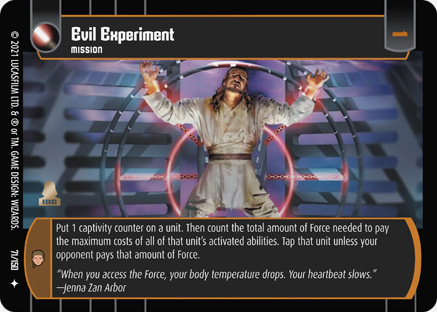 Evil Experiment
MISSION
© 2021 LUCASFILM LTD. & ® or TM. GAME DESIGN: WIZARDS.
71/150
IDC
Put 1 captivity counter on a unit. Then count the total amount of Force needed to pay
the maximum costs of all of that unit's activated abilities. Tap that unit unless your
opponent pays that amount of Force.
"When you access the Force, your body temperature drops. Your heartbeat slows."
—Jenna Zan Arbor